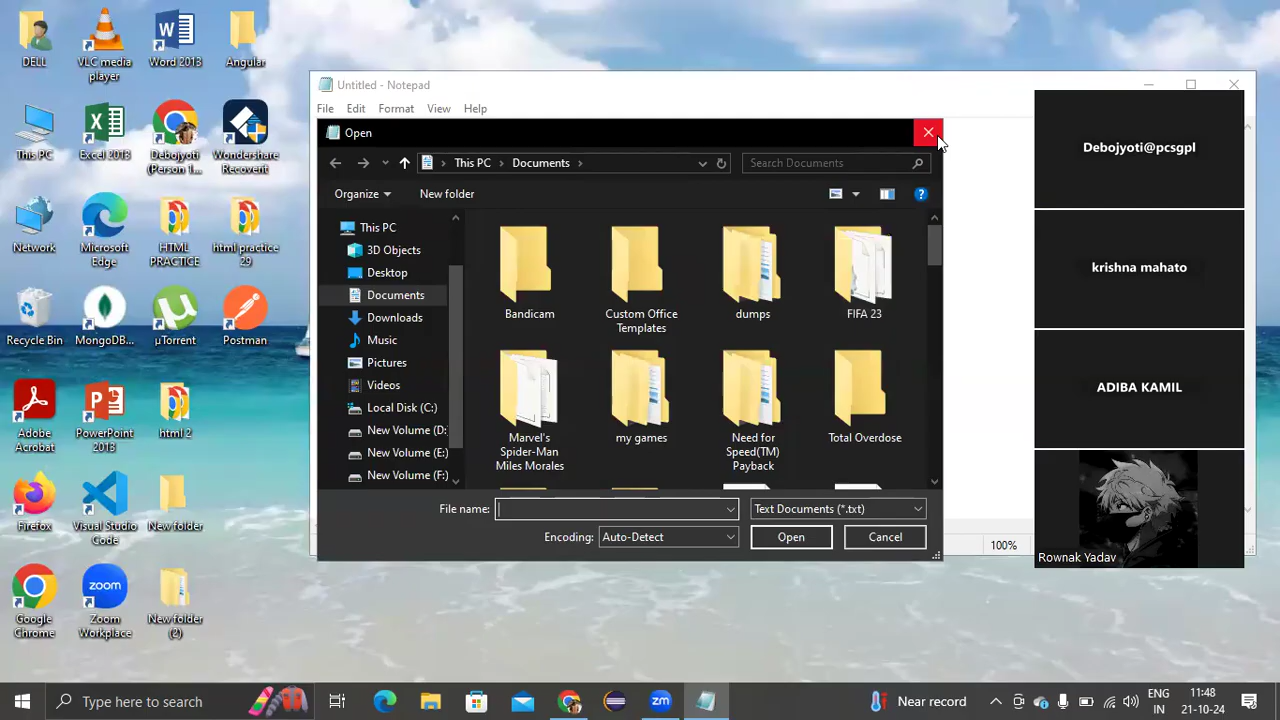 DELL
VLC media
player
Word 2013
Angular
This PC
Excel 2013
Debojyoti
(Person 1...
Wondershare
Recoverit
Network
Microsoft
Edge
HTML
PRACTICE
html practice
29
Recycle Bin
MongoDB...
µTorrent
Postman
Adobe
Acrobat
PowerPoint
2013
html 2
Firefox
Visual Studio
Code
New folder
Google
Chrome
Zoom
Workplace
New folder
(2)
zoom
Untitled - Notepad
File Edit Format View Help
Open
This PC Documents
Search Documents
Organize New folder
This PC
3D Objects
Desktop
Documents
Downloads
Music
Pictures
Videos
Local Disk (C:)
New Volume (D:
New Volume (E:)
New Volume (F:)
Bandicam
Custom Office
Templates
dumps
FIFA 23
Marvel's
Spider-Man
Miles Morales
my games
Need for
Speed(TM)
Payback
Total Overdose
File name:
Text Documents (*.txt)
Encoding: Auto-Detect
Open Cancel
100%
Debojyoti@pcsgpl
krishna mahato
ADIBA KAMIL
Rownak Yadav
Type here to search
zm
Near record
ENG
IN
11:48
21-10-24